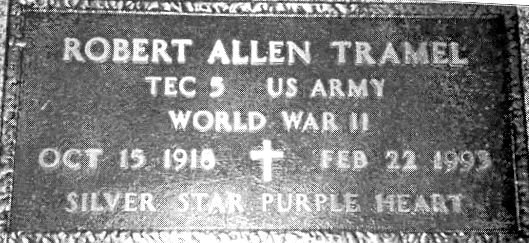 ROBERT ALLEN TRAMEL
TEC 5 US ARMY
WORLD WAR II
OCT 15 1918 FEB 22 1993
SILVER STAR PURPLE HEART